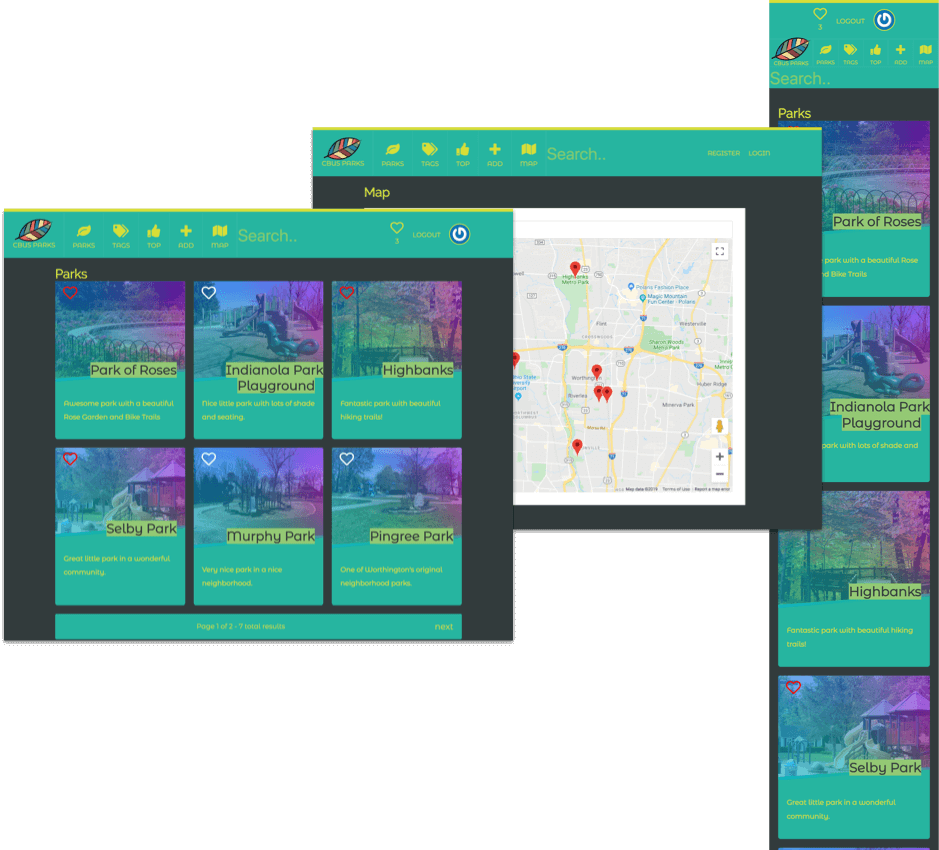 3
LOGOUT
CBUS PARKS
PARKS
TAGS
TOP
ADD
MAP
Search..
Parks
Park of Roses
park with a beautiful Rose
nd Bike Trails
Indianola Park
Playground
park with lots of shade and
Highbanks
Fantastic park with beautiful hiking
trails!
Selby Park
Great little park in a wonderful
community.
CBUS PARKS
PARKS
TAGS
TOP
ADD
MAP
Search..
REGISTER
LOGIN
Map
Highbanks
Metro Park
Polaris Fashion Place
Magic Mountain
Fun Center - Polaris
Flint
Westerville
Sharon Woods
Metro Park
Worthington
Riverlea
Huber Ridge
Minerva Park
Map data ©2019
Terms of Use
Report a map error
CBUS PARKS
PARKS
TAGS
TOP
ADD
MAP
Search..
3
LOGOUT
Parks
Park of Roses
Awesome park with a beautiful
Rose Garden and Bike Trails
Indianola Park
Playground
Nice little park with lots of shade
and seating.
Highbanks
Fantastic park with beautiful
hiking trails!
Selby Park
Great little park in a wonderful
community.
Murphy Park
Very nice park in a nice
neighborhood.
Pingree Park
One of Worthington's original
neighborhood parks.
Page 1 of 2 - 7 total results
next